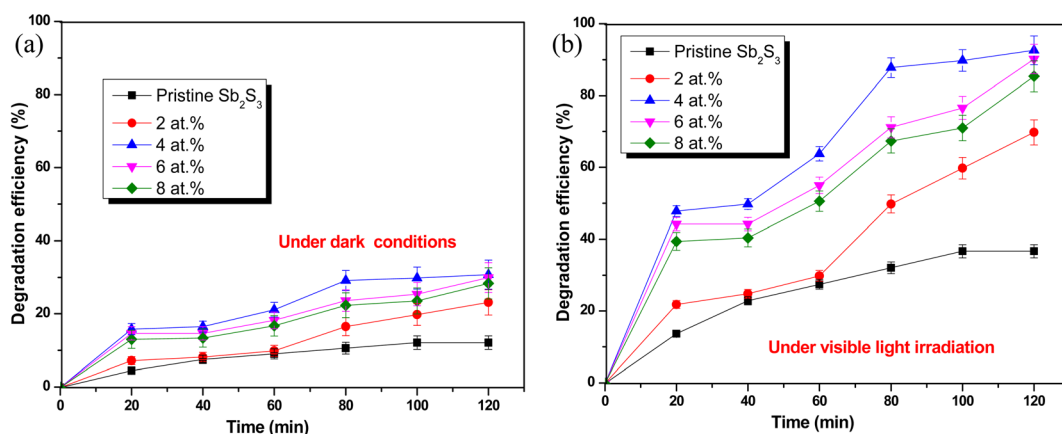 (a)
100
80
60
40
20
0
Degradation efficiency (%)
Pristine Sb₂S₃
2 at.%
4 at.%
6 at.%
8 at.%
Under dark conditions
0 20 40 60 80 100 120
Time (min)
(b)
100
80
60
40
20
0
Degradation efficiency (%)
Pristine Sb₂S₃
2 at.%
4 at.%
6 at.%
8 at.%
Under visible light irradiation
0 20 40 60 80 100 120
Time (min)